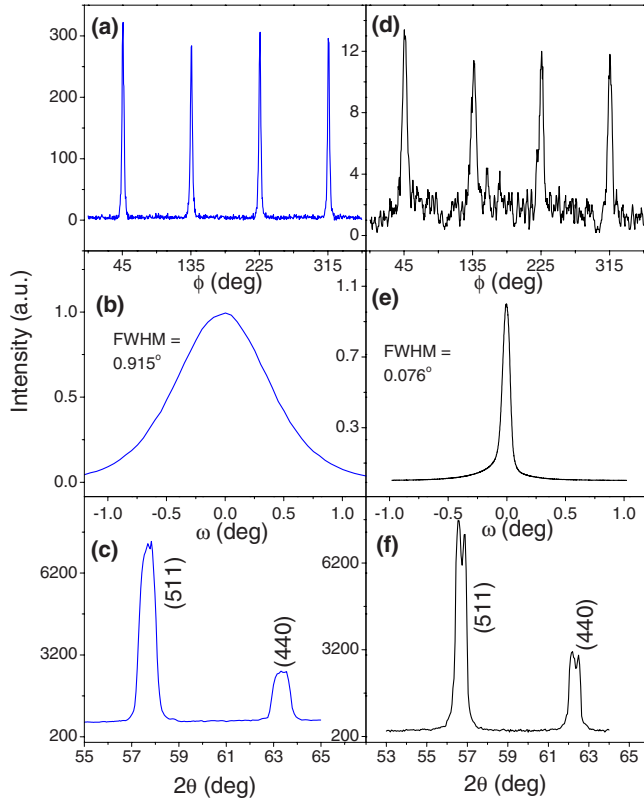 (a)
300
200
100
0
45 135 225 315
ϕ (deg)
(d)
12
8
4
0
45 135 225 315
ϕ (deg)
Intensity (a.u.)
(b)
FWHM =
0.915°
1.0
0.5
0.0
-1.0 -0.5 0.0 0.5 1.0
ω (deg)
(e)
FWHM =
0.076°
1.1
0.7
0.3
-1.0 -0.5 0.0 0.5 1.0
ω (deg)
(c)
(511)
(440)
6200
3200
200
55 57 59 61 63 65
2θ (deg)
(f)
(511)
(440)
6200
3200
200
53 55 57 59 61 63 65
2θ (deg)